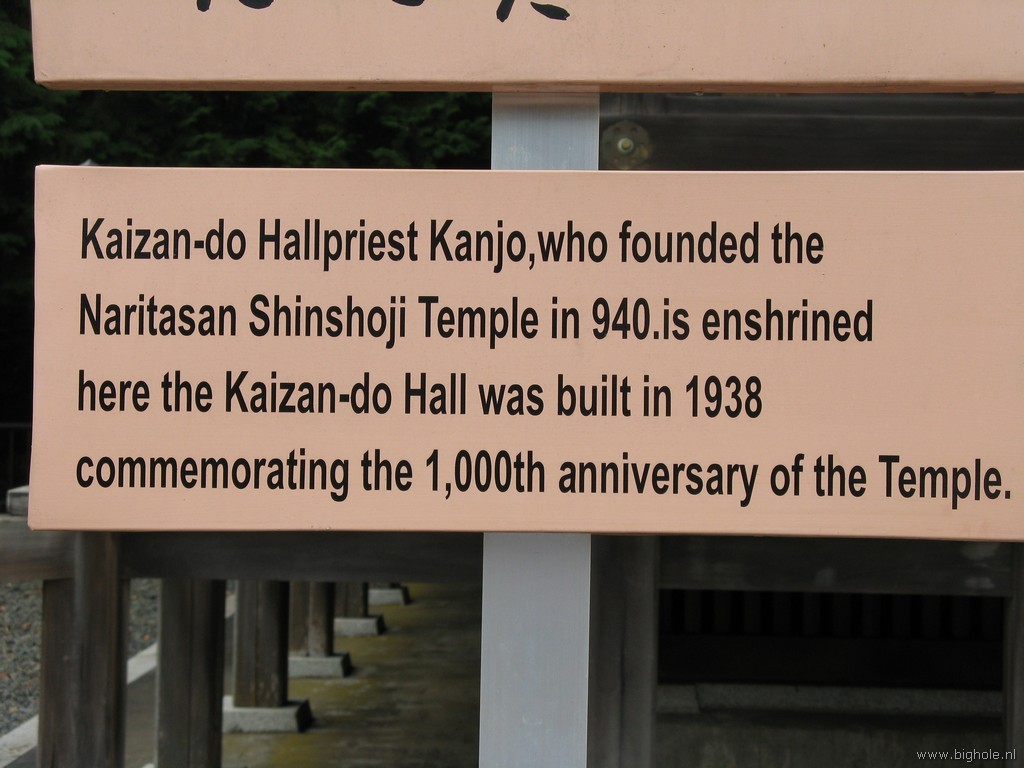 Kaizan-do Hallpriest Kanjo,who founded the
Naritasan Shinshoji Temple in 940.is enshrined
here the Kaizan-do Hall was built in 1938
commemorating the 1,000th anniversary of the Temple.
www.bighole.nl